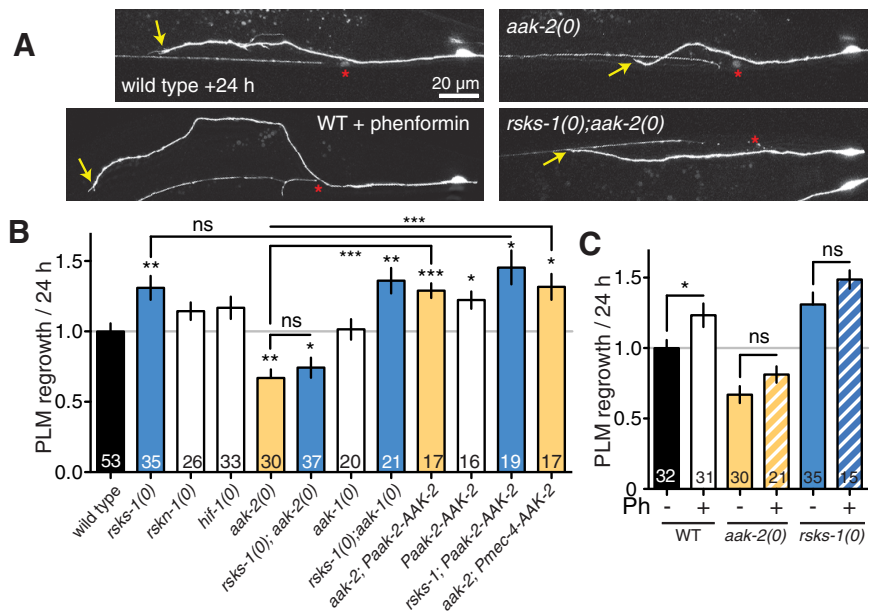 A
wild type +24 h
20 µm
*
aak-2(0)
*
WT + phenformin
*
rsks-1(0);aak-2(0)
*
B
PLM regrowth / 24 h
1.5
1.0
0.5
0.0
ns
***
***
**
ns
**
*
**
***
*
*
*
53
35
26
33
30
37
20
21
17
16
19
17
wild type
rsks-1(0)
rskn-1(0)
hif-1(0)
aak-2(0)
rsks-1(0); aak-2(0)
aak-1(0)
rsks-1(0);aak-1(0)
aak-2; Paak-2-AAK-2
Paak-2-AAK-2
rsks-1; Paak-2-AAK-2
aak-2; Pmec-4-AAK-2
C
PLM regrowth / 24 h
1.5
1.0
0.5
0
*
ns
ns
32
31
30
21
35
15
Ph - + - + - +
WT aak-2(0) rsks-1(0)